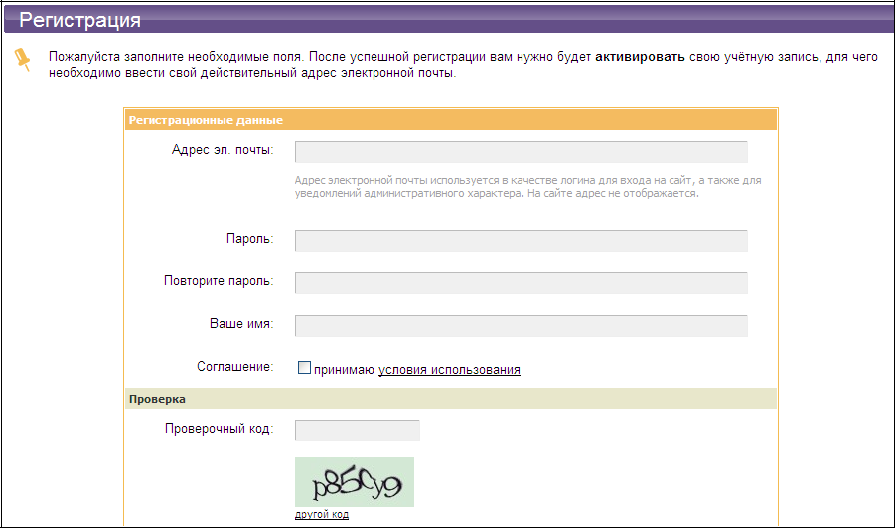 Регистрация
Пожалуйста заполните необходимые поля. После успешной регистрации вам нужно будет активировать свою учётную запись, для чего
необходимо ввести свой действительный адрес электронной почты.
Регистрационные данные
Адрес эл. почты:
Адрес электронной почты используется в качестве логина для входа на сайт, а также для
уведомлений административного характера. На сайте адрес не отображается.
Пароль:
Повторите пароль:
Ваше имя:
Соглашение: принимаю условия использования
Проверка
Проверочный код:
другой код